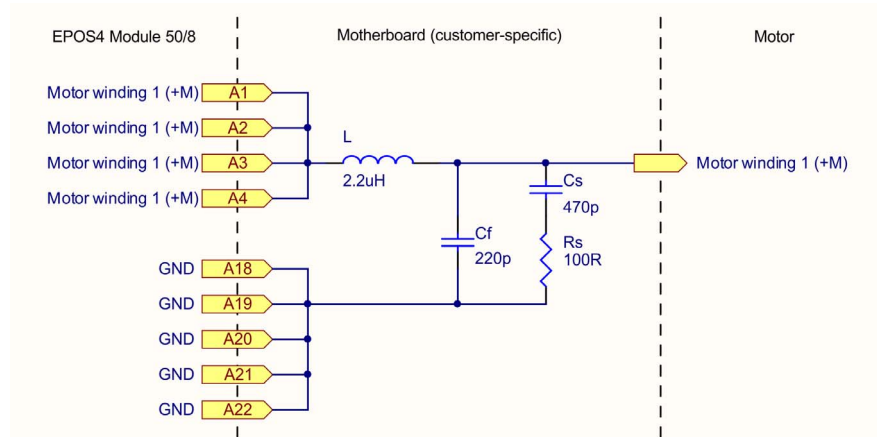 EPOS4 Module 50/8
Motherboard (customer-specific)
Motor
Motor winding 1 (+M) A1
Motor winding 1 (+M) A2
Motor winding 1 (+M) A3
Motor winding 1 (+M) A4
L
2.2uH
Motor winding 1 (+M)
Cs
470p
Cf
220p
Rs
100R
GND A18
GND A19
GND A20
GND A21
GND A22